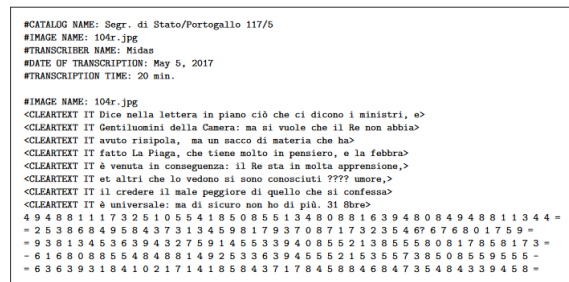 #CATALOG NAME: Segr. di Stato/Portogallo 117/5
#IMAGE NAME: 104r.jpg
#TRANSCRIBER NAME: Midas
#DATE OF TRANSCRIPTION: May 5, 2017
#TRANSCRIPTION TIME: 20 min.

#IMAGE NAME: 104r.jpg
<CLEARTEXT IT Dice nella lettera in piano ciò che ci dicono i ministri, e>
<CLEARTEXT IT Gentiluomini della Camera: ma si vuole che il Re non abbia>
<CLEARTEXT IT avuto risipola, ma un sacco di materia che ha>
<CLEARTEXT IT fatto La Piaga, che tiene molto in pensiero, e la febbra>
<CLEARTEXT IT è venuta in conseguenza: il Re sta in molta apprensione,>
<CLEARTEXT IT et altri che lo vedono si sono conosciuti ???? umore,>
<CLEARTEXT IT il credere il male peggiore di quello che si confessa>
<CLEARTEXT IT è universale: ma di sicuro non ho di più. 31 8bre>
4 9 4 8 8 1 1 1 7 3 2 5 1 0 5 5 4 1 8 5 0 8 5 5 1 3 4 8 0 8 8 1 6 3 9 4 8 0 8 4 9 4 8 8 1 1 3 4 4 =
= 2 5 3 8 6 8 4 9 5 8 4 3 7 3 1 3 4 5 9 8 1 7 9 3 7 0 8 7 1 7 3 2 3 5 4 6? 6 7 6 8 0 1 7 5 9 =
= 9 3 8 1 3 4 5 3 6 3 9 4 3 2 7 5 9 1 4 5 5 3 3 9 4 0 8 5 5 2 1 3 8 5 5 5 8 0 8 1 7 8 5 8 1 7 3 =
- 6 1 6 8 0 8 8 5 5 4 8 4 8 8 1 4 9 2 5 3 3 6 3 9 4 5 5 5 2 1 5 3 5 5 7 3 8 5 0 8 5 5 9 5 5 5 -
= 6 3 6 3 9 3 1 8 4 1 0 2 1 7 1 4 1 8 5 8 4 3 7 1 7 8 4 5 8 8 4 6 8 4 7 3 5 4 8 4 3 3 9 4 5 8 =